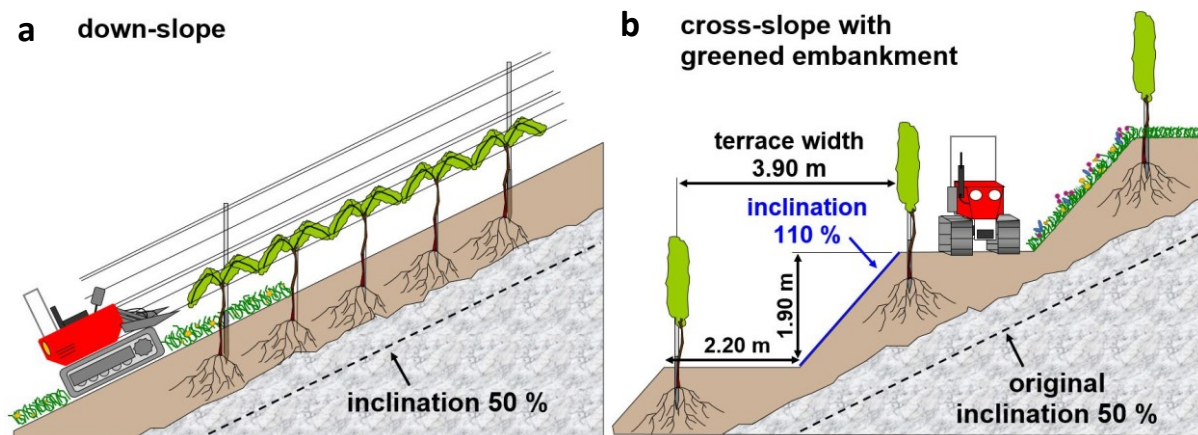 a down-slope
inclination 50 %
b cross-slope with
greened embankment
terrace width
3.90 m
inclination
110 %
1.90 m
2.20 m
original
inclination 50 %